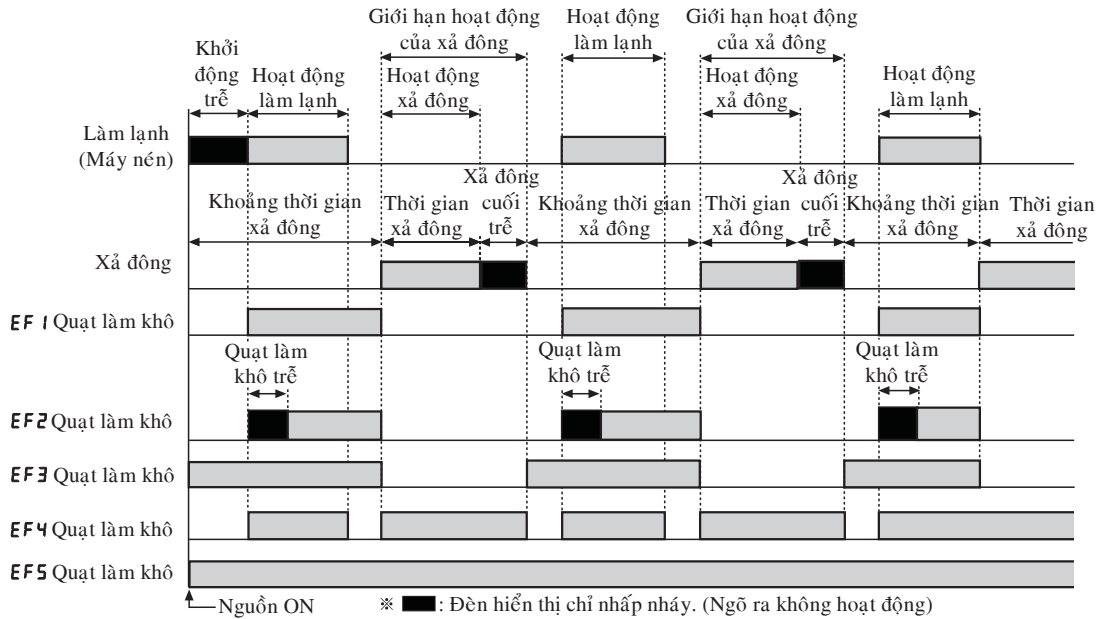 Giới hạn hoạt động
của xả đông
Hoạt động
làm lạnh
Giới hạn hoạt động
của xả đông
Khởi
động
trễ
Hoạt động
làm lạnh
Hoạt động
xả đông
Hoạt động
xả đông
Hoạt động
làm lạnh
Làm lạnh
(Máy nén)
Khoảng thời gian
xả đông
Thời gian
xả đông
Xả đông
cuối
trễ
Khoảng thời gian
xả đông
Thời gian
xả đông
Xả đông
cuối
trễ
Khoảng thời gian
xả đông
Thời gian
xả đông
Xả đông
EF1 Quạt làm khô
Quạt làm
khô trễ
Quạt làm
khô trễ
Quạt làm
khô trễ
EF2 Quạt làm khô
EF3 Quạt làm khô
EF4 Quạt làm khô
EF5 Quạt làm khô
Nguồn ON
※ ■: Đèn hiển thị chỉ nhấp nháy. (Ngõ ra không hoạt động)